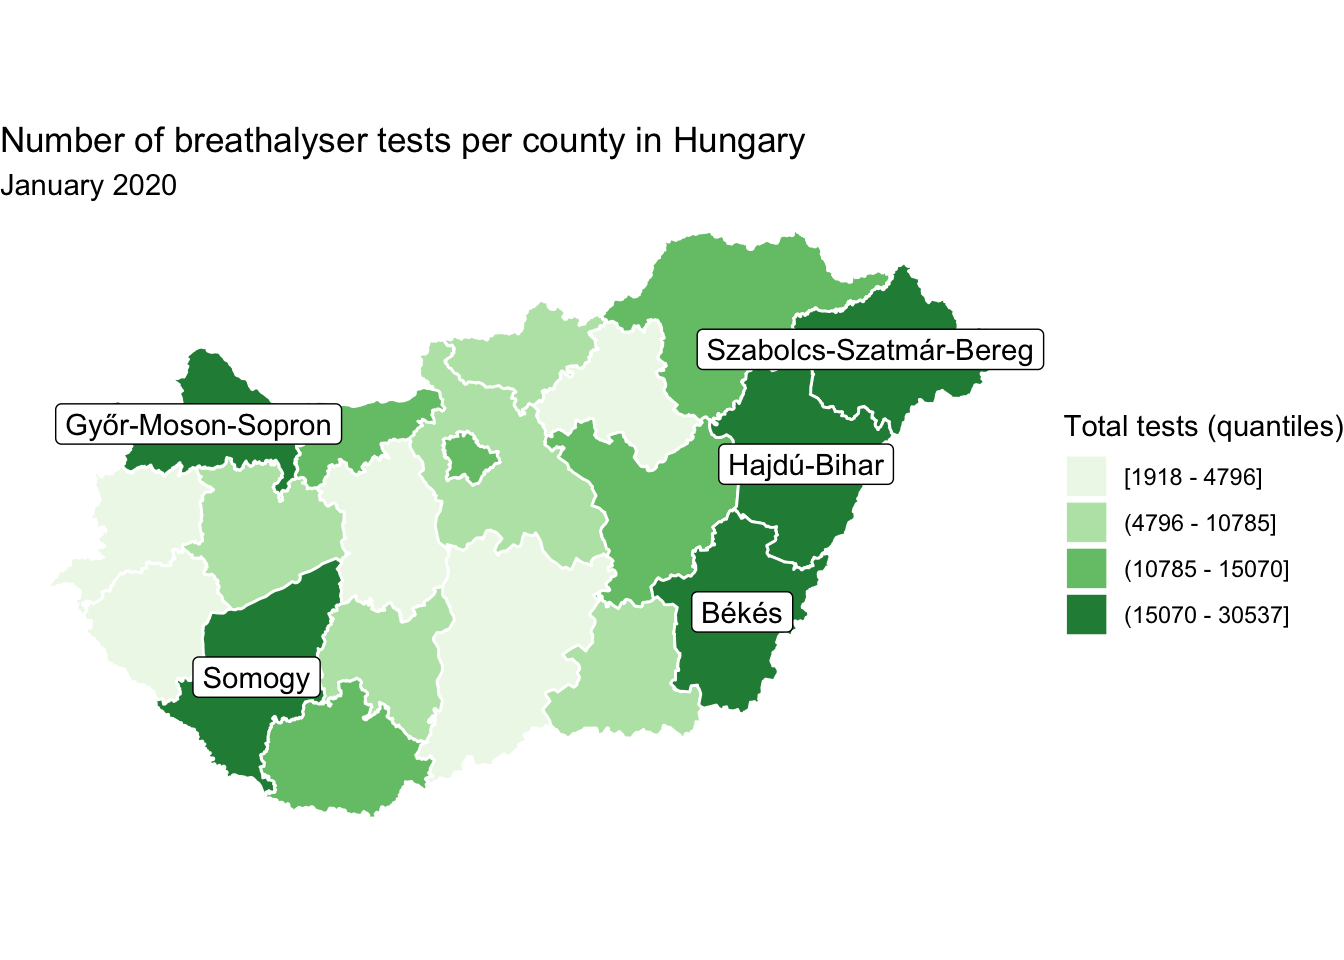 Number of breathalyser tests per county in Hungary
January 2020
Szabolcs-Szatmár-Bereg
Győr-Moson-Sopron
Hajdú-Bihar
Békés
Somogy
Total tests (quantiles)
[1918 - 4796]
(4796 - 10785]
(10785 - 15070]
(15070 - 30537]